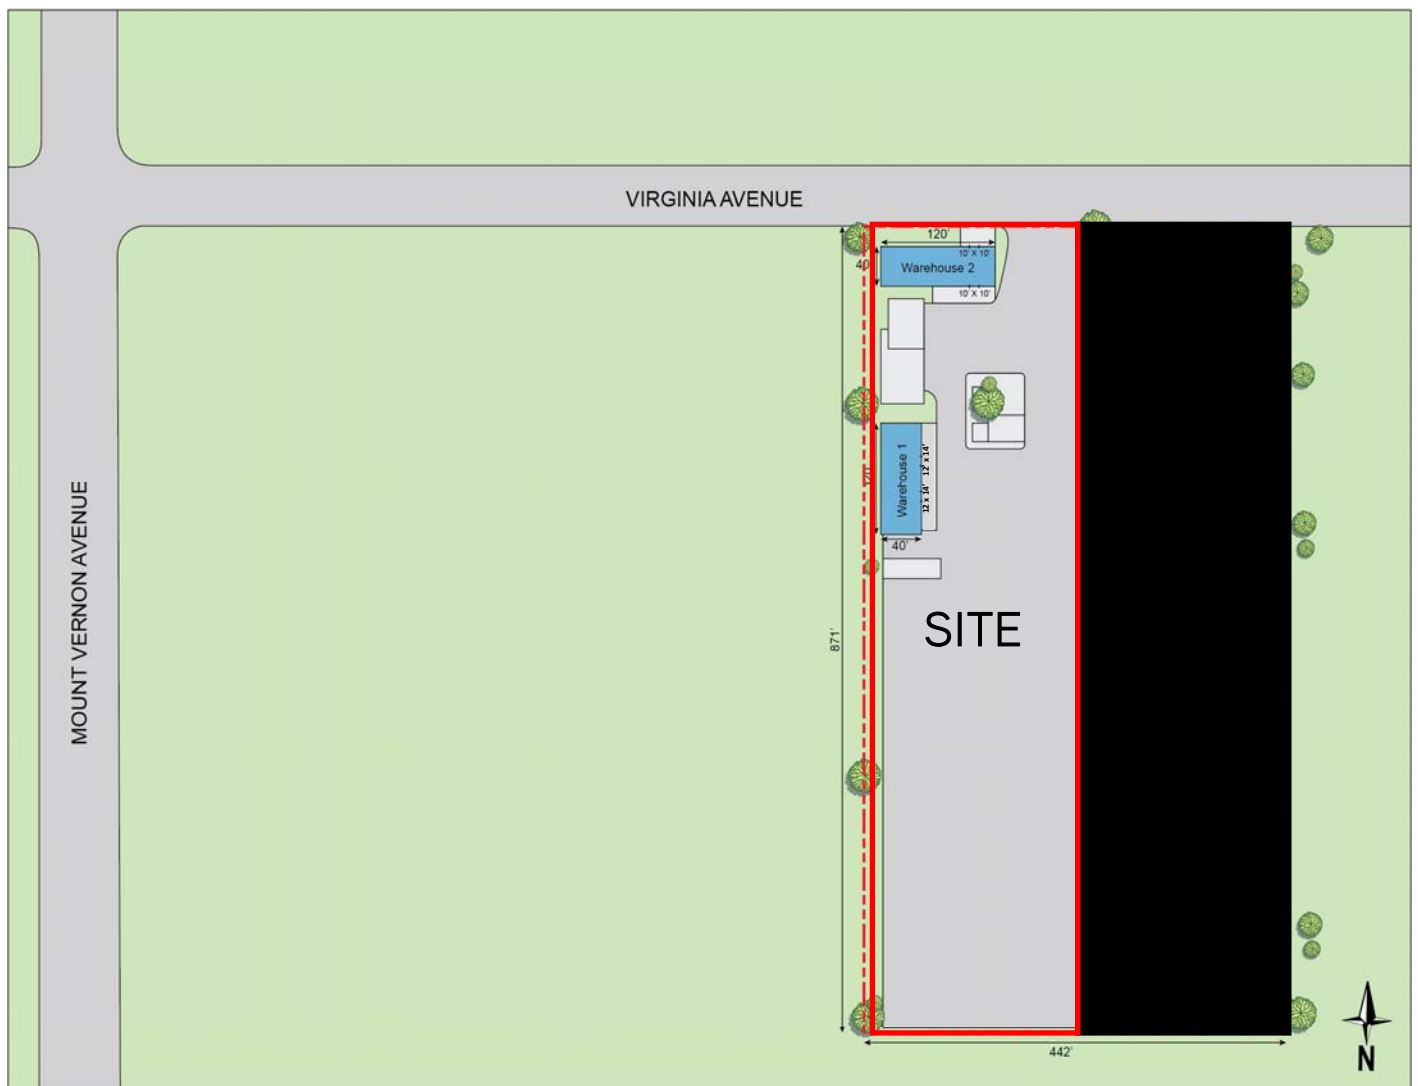 VIRGINIA AVENUE
120'
10' X 10'
40'
Warehouse 2
10' X 10'
MOUNT VERNON AVENUE
Warehouse 1
12' x 14'
12 x 14'
120'
40'
871'
SITE
442'
N